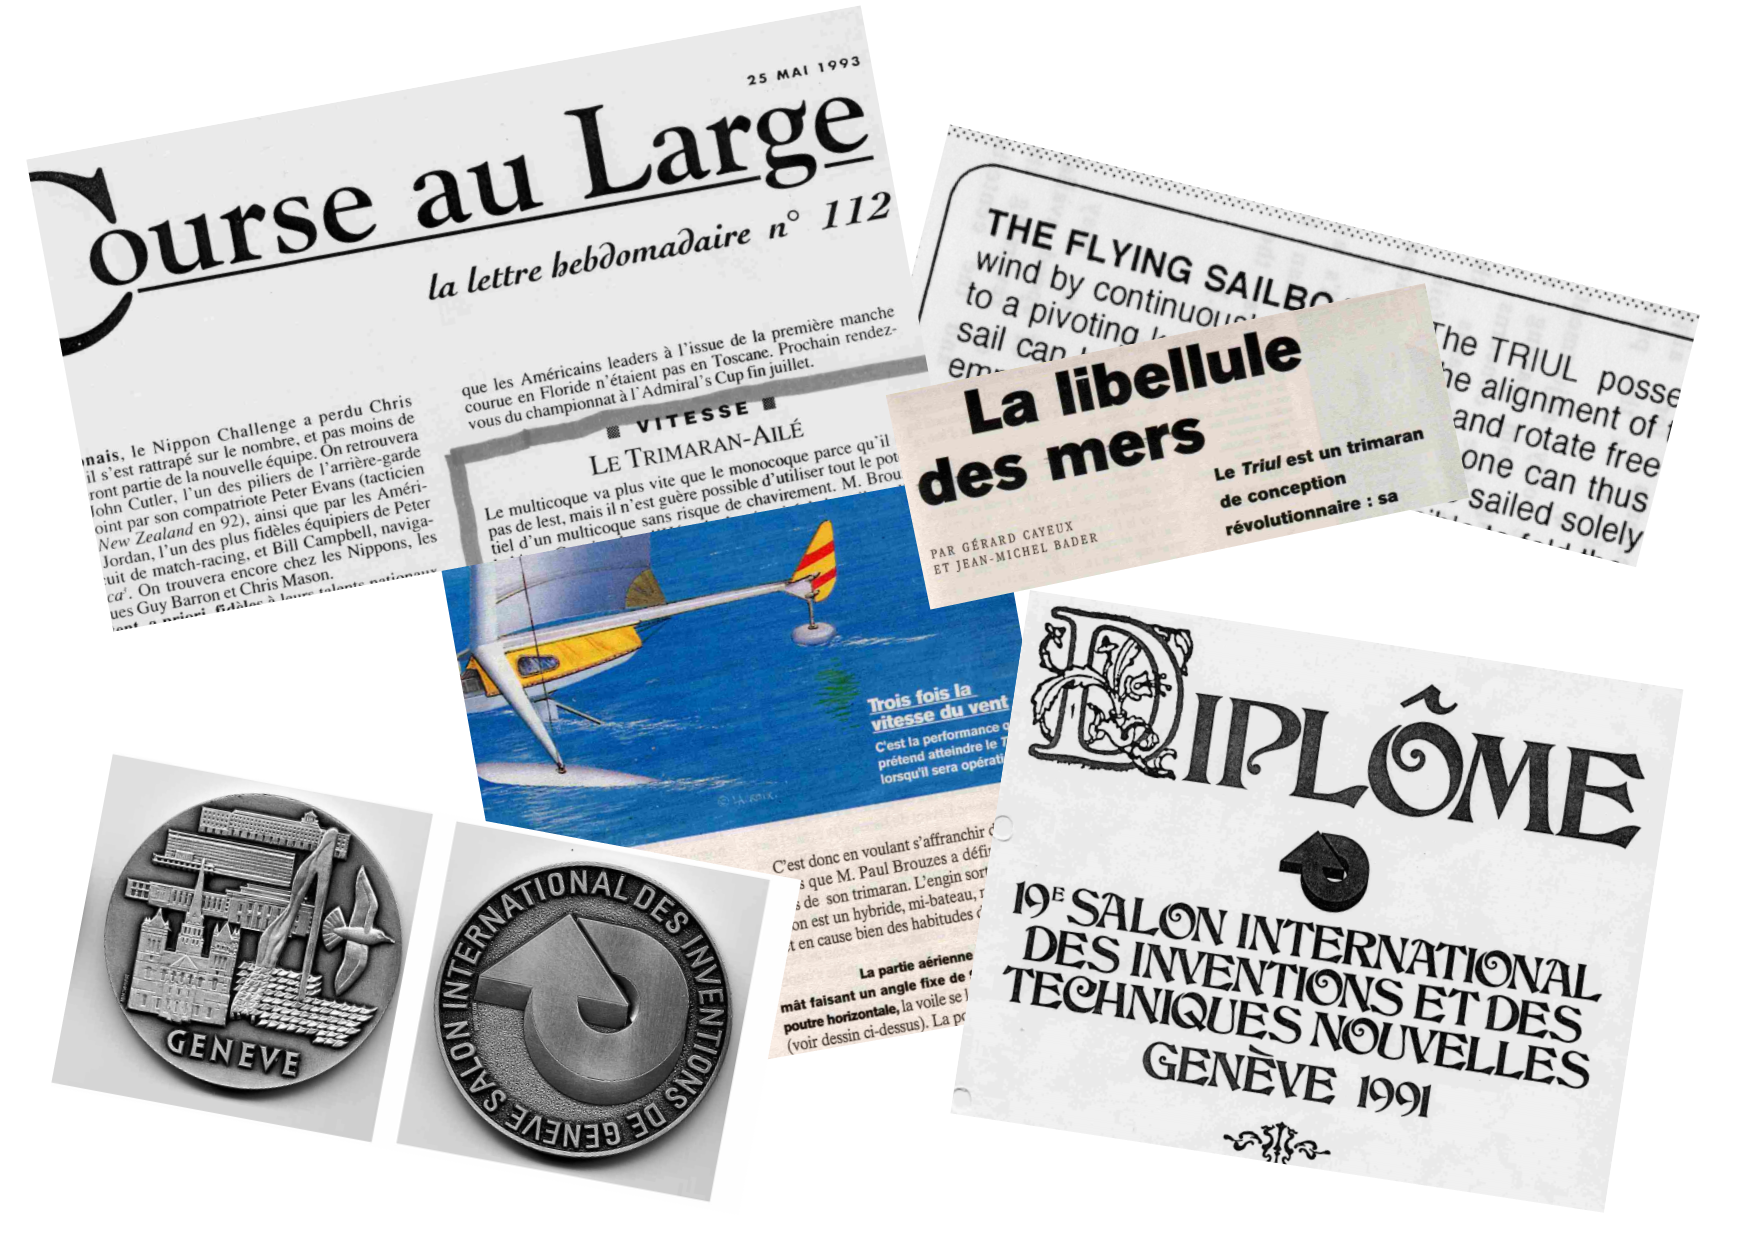 25 MAI 1993
Course au Large
la lettre hebdomadaire n° 112
nais, le Nippon Challenge a perdu Chris
il s'est rattrapé sur le nombre, et pas moins de
ront partie de la nouvelle équipe. On retrouvera
John Cutler, l'un des piliers de l'arrière-garde
oint par son compatriote Peter Evans (tacticien
New Zealand en 92), ainsi que par les Améri-
Jordan, l'un des plus fidèles équipiers de Peter
uit de match-racing, et Bill Campbell, naviga-
ca'. On trouvera encore chez les Nippons, les
ues Guy Barron et Chris Mason.
que les Américains leaders à l'issue de la première manche
courue en Floride n'étaient pas en Toscane. Prochain rendez-
vous du championnat à l'Admiral's Cup fin juillet.
VITESSE
LE TRIMARAN-AILÉ
Le multicoque va plus vite que le monocoque parce qu'il
pas de lest, mais il n'est guère possible d'utiliser tout le pot
tiel d'un multicoque sans risque de chavirement. M. Brou
THE FLYING SAILBO
wind by continuou
to a pivoting
sail can
The TRIUL posse
he alignment of
and rotate free
one can thus
sailed solely
La libellule
des mers
Le Triul est un trimaran
de conception
révolutionnaire : sa
PAR GÉRARD CAYEUX
ET JEAN-MICHEL BADER
Trois fois la
vitesse du vent
C'est la performance
prétend atteindre le T
lorsqu'il sera opérati
C'est donc en voulant s'affranchir d
s que M. Paul Brouzes a défi
s de son trimaran. L'engin sort
on est un hybride, mi-bateau,
t en cause bien des habitudes
La partie aérienne
mât faisant un angle fixe de
poutre horizontale, la voile se
(voir dessin ci-dessus). La po
DIPLÔME
19E SALON INTERNATIONAL
DES INVENTIONS ET DES
TECHNIQUES NOUVELLES
GENÈVE 1991
GENEVE
SALON INTERNATIONAL DES INVENTIONS DE GENEVE